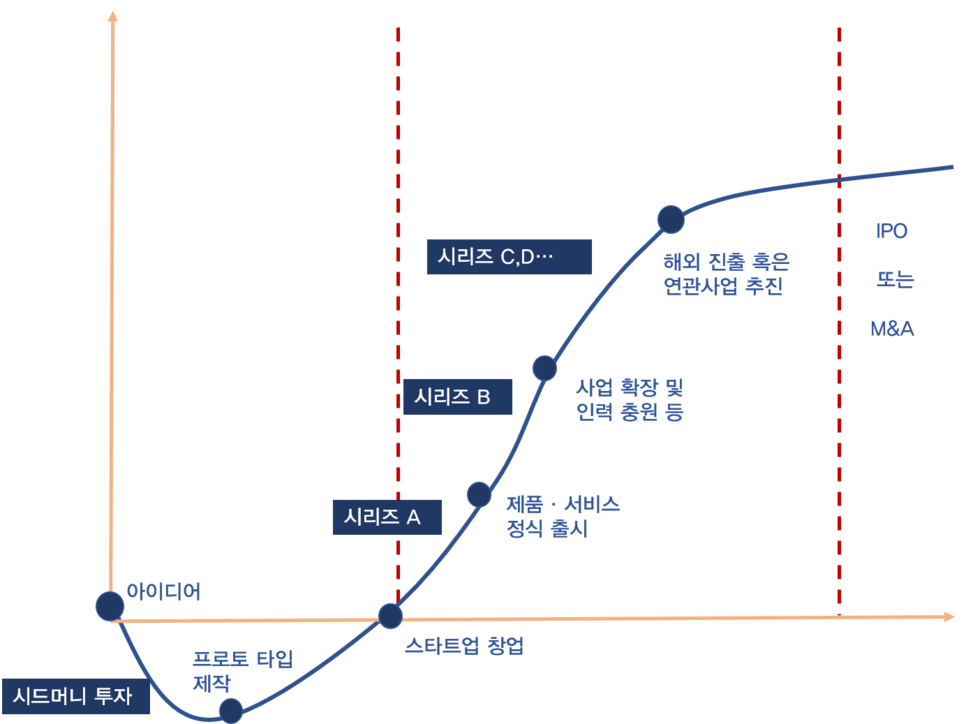 시리즈 C,D…
IPO
또는
M&A
해외 진출 혹은
연관사업 추진
시리즈 B
사업 확장 및
인력 충원 등
시리즈 A
제품 · 서비스
정식 출시
아이디어
스타트업 창업
프로토 타입
제작
시드머니 투자